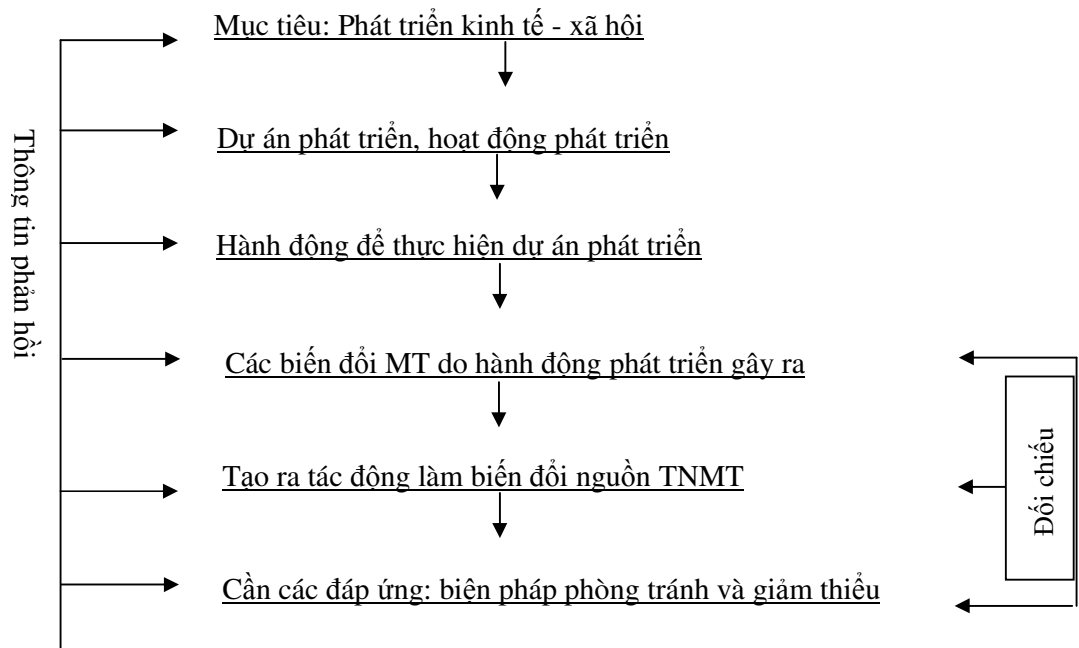 Mục tiêu: Phát triển kinh tế - xã hội
Dự án phát triển, hoạt động phát triển
Hành động để thực hiện dự án phát triển
Các biến đổi MT do hành động phát triển gây ra
Tạo ra tác động làm biến đổi nguồn TNMT
Cần các đáp ứng: biện pháp phòng tránh và giảm thiểu
Thông tin phản hồi
Đối chiếu